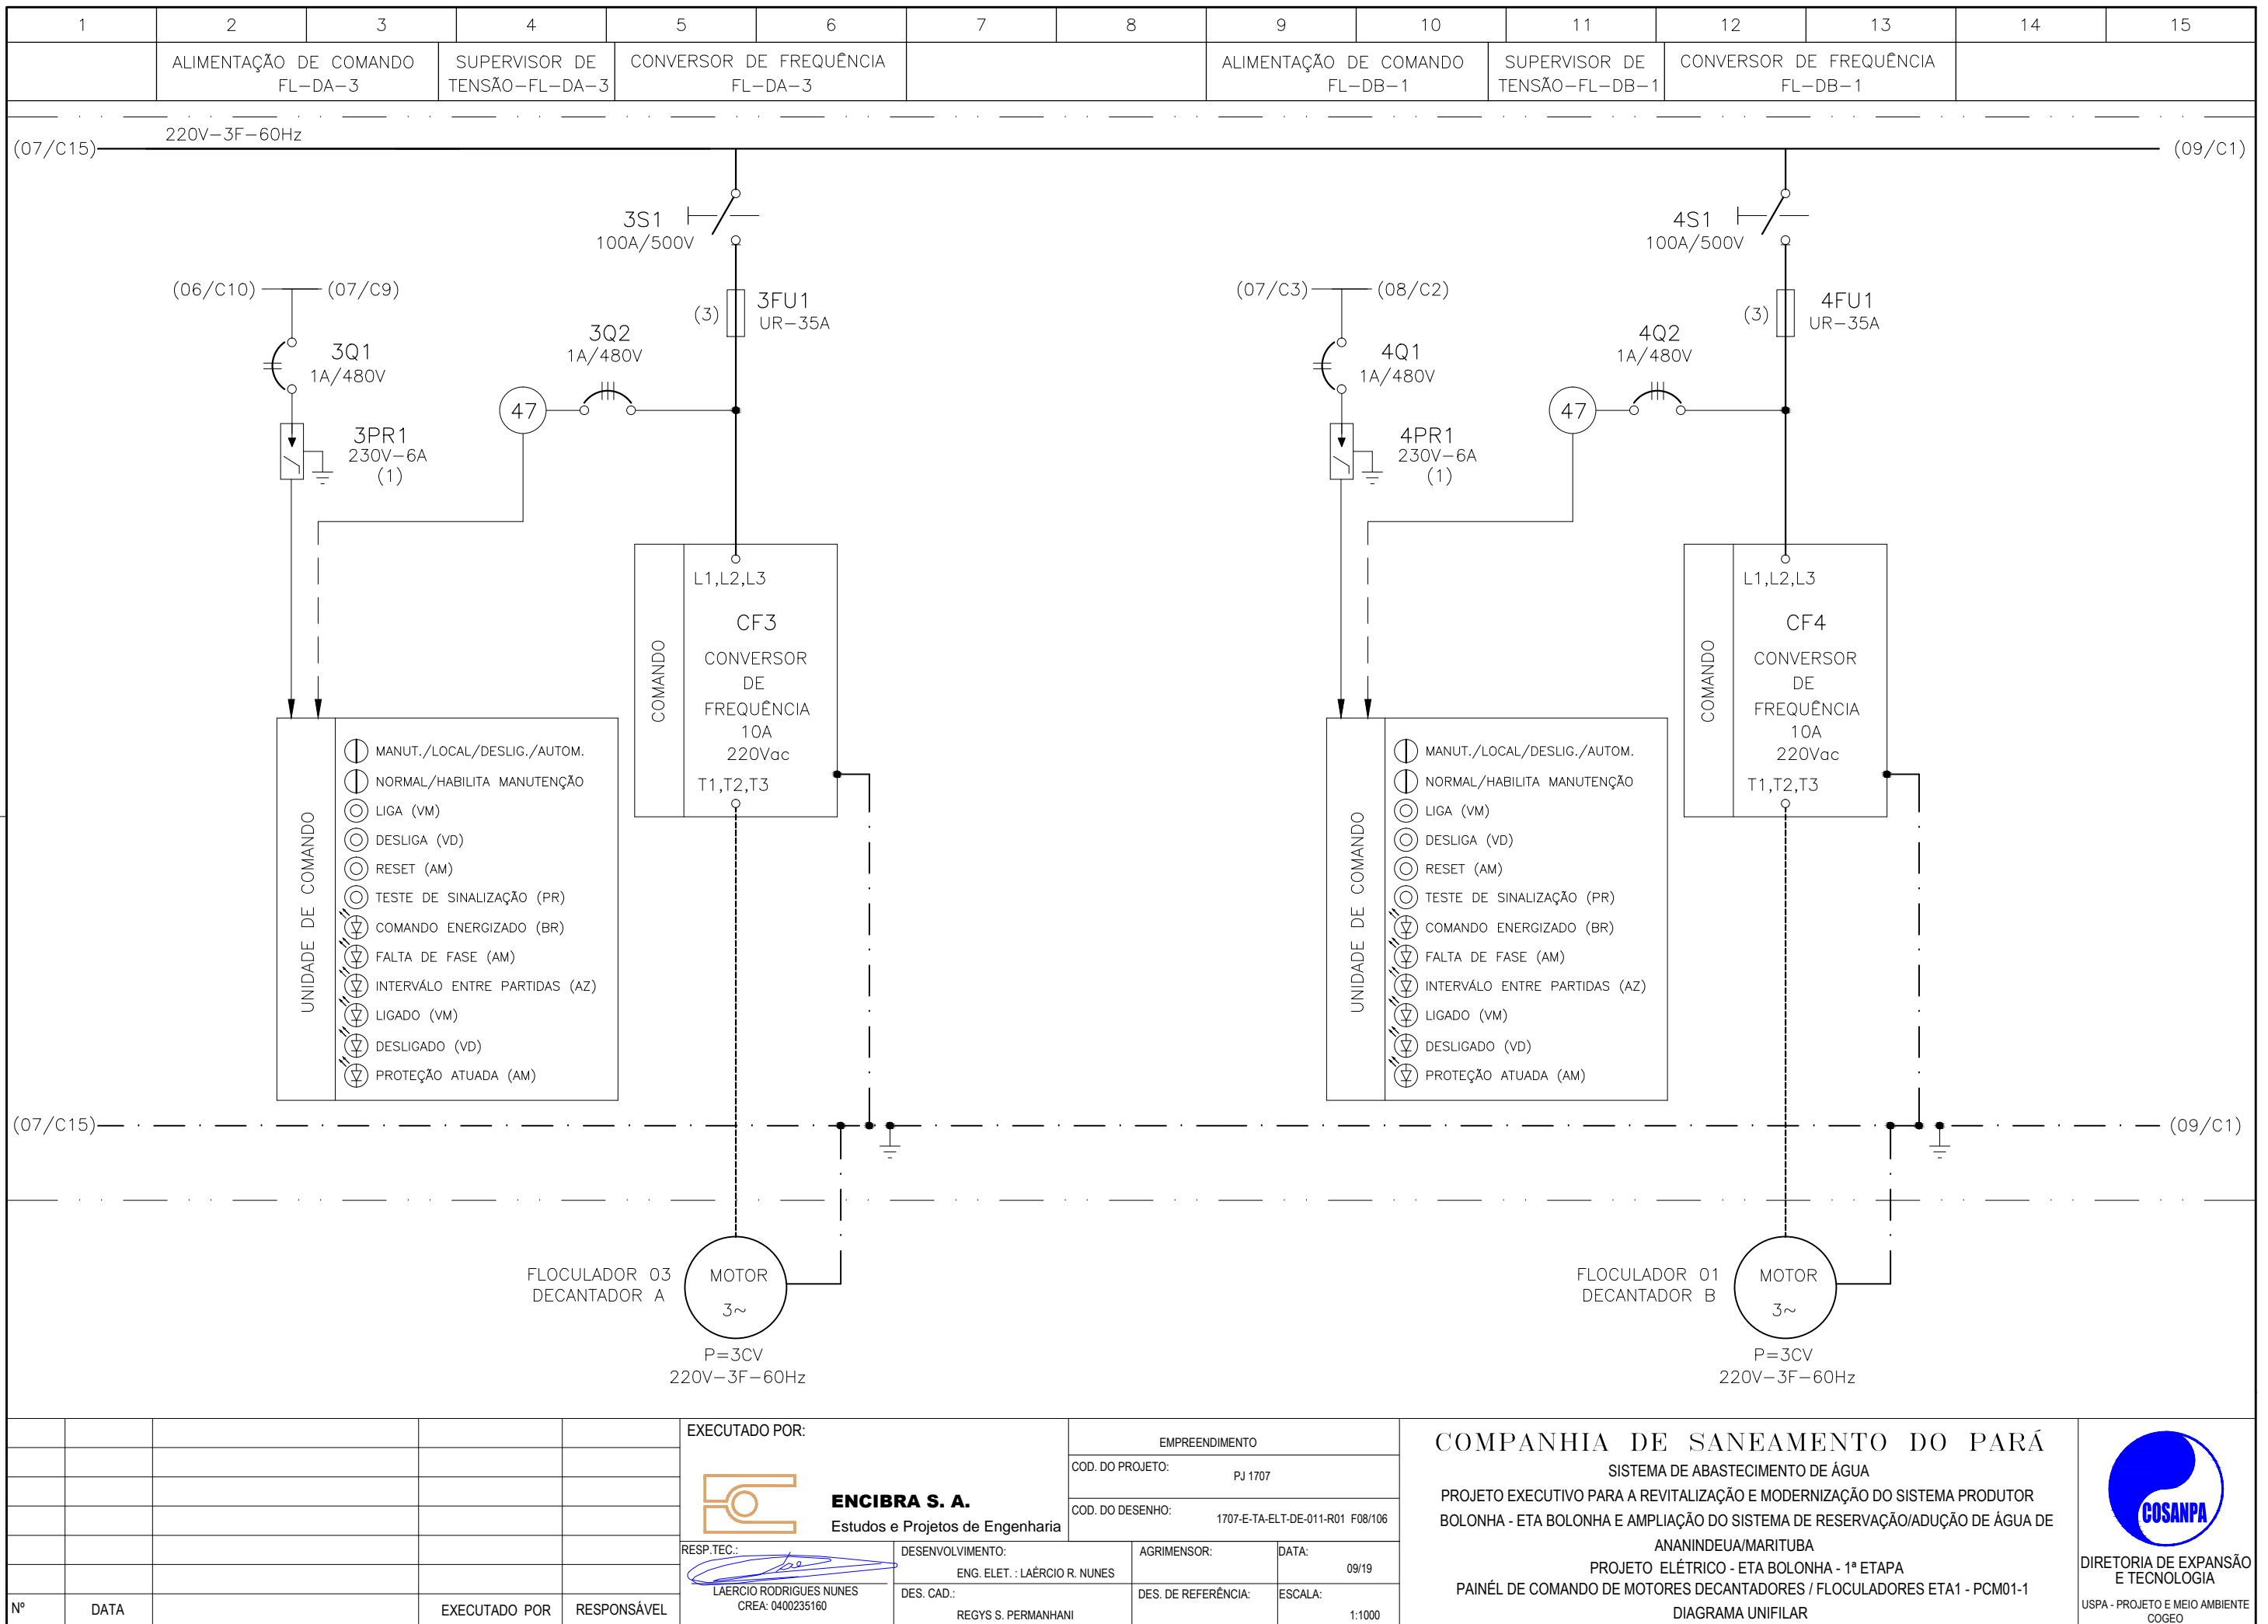 1 2 3 4 5 6 7 8 9 10 11 12 13 14 15
ALIMENTAÇÃO DE COMANDO
FL-DA-3
SUPERVISOR DE
TENSÃO-FL-DA-3
CONVERSOR DE FREQUÊNCIA
FL-DA-3
ALIMENTAÇÃO DE COMANDO
FL-DB-1
SUPERVISOR DE
TENSÃO-FL-DB-1
CONVERSOR DE FREQUÊNCIA
FL-DB-1
220V-3F-60Hz
(07/C15)
(09/C1)
3S1
100A/500V
(06/C10)
(07/C9)
3FU1
UR-35A
(3)
3Q2
1A/480V
3Q1
1A/480V
47
3PR1
230V-6A
(1)
L1,L2,L3
CF3
CONVERSOR
DE
FREQUÊNCIA
10A
220Vac
T1,T2,T3
COMANDO
UNIDADE DE COMANDO
MANUT./LOCAL/DESLIG./AUTOM.
NORMAL/HABILITA MANUTENÇÃO
LIGA (VM)
DESLIGA (VD)
RESET (AM)
TESTE DE SINALIZAÇÃO (PR)
COMANDO ENERGIZADO (BR)
FALTA DE FASE (AM)
INTERVÁLO ENTRE PARTIDAS (AZ)
LIGADO (VM)
DESLIGADO (VD)
PROTEÇÃO ATUADA (AM)
4S1
100A/500V
(07/C3)
(08/C2)
4FU1
UR-35A
(3)
4Q2
1A/480V
4Q1
1A/480V
47
4PR1
230V-6A
(1)
L1,L2,L3
CF4
CONVERSOR
DE
FREQUÊNCIA
10A
220Vac
T1,T2,T3
COMANDO
UNIDADE DE COMANDO
MANUT./LOCAL/DESLIG./AUTOM.
NORMAL/HABILITA MANUTENÇÃO
LIGA (VM)
DESLIGA (VD)
RESET (AM)
TESTE DE SINALIZAÇÃO (PR)
COMANDO ENERGIZADO (BR)
FALTA DE FASE (AM)
INTERVÁLO ENTRE PARTIDAS (AZ)
LIGADO (VM)
DESLIGADO (VD)
PROTEÇÃO ATUADA (AM)
(07/C15)
(09/C1)
FLOCULADOR 03
DECANTADOR A
MOTOR
3~
P=3CV
220V-3F-60Hz
FLOCULADOR 01
DECANTADOR B
MOTOR
3~
P=3CV
220V-3F-60Hz
Nº DATA EXECUTADO POR RESPONSÁVEL
EXECUTADO POR:
ENCIBRA S. A.
Estudos e Projetos de Engenharia
EMPREENDIMENTO
COD. DO PROJETO:
PJ 1707
COD. DO DESENHO:
1707-E-TA-ELT-DE-011-R01 F08/106
RESP.TEC.:
LAERCIO RODRIGUES NUNES
CREA: 0400235160
DESENVOLVIMENTO:
ENG. ELET. : LAÉRCIO R. NUNES
AGRIMENSOR:
DATA:
09/19
DES. CAD.:
REGYS S. PERMANHANI
DES. DE REFERÊNCIA:
ESCALA:
1:1000
COMPANHIA DE SANEAMENTO DO PARÁ
SISTEMA DE ABASTECIMENTO DE ÁGUA
PROJETO EXECUTIVO PARA A REVITALIZAÇÃO E MODERNIZAÇÃO DO SISTEMA PRODUTOR
BOLONHA - ETA BOLONHA E AMPLIAÇÃO DO SISTEMA DE RESERVAÇÃO/ADUÇÃO DE ÁGUA DE
ANANINDEUA/MARITUBA
PROJETO ELÉTRICO - ETA BOLONHA - 1ª ETAPA
PAINÉL DE COMANDO DE MOTORES DECANTADORES / FLOCULADORES ETA1 - PCM01-1
DIAGRAMA UNIFILAR
COSANPA
DIRETORIA DE EXPANSÃO
E TECNOLOGIA
USPA - PROJETO E MEIO AMBIENTE
COGEO